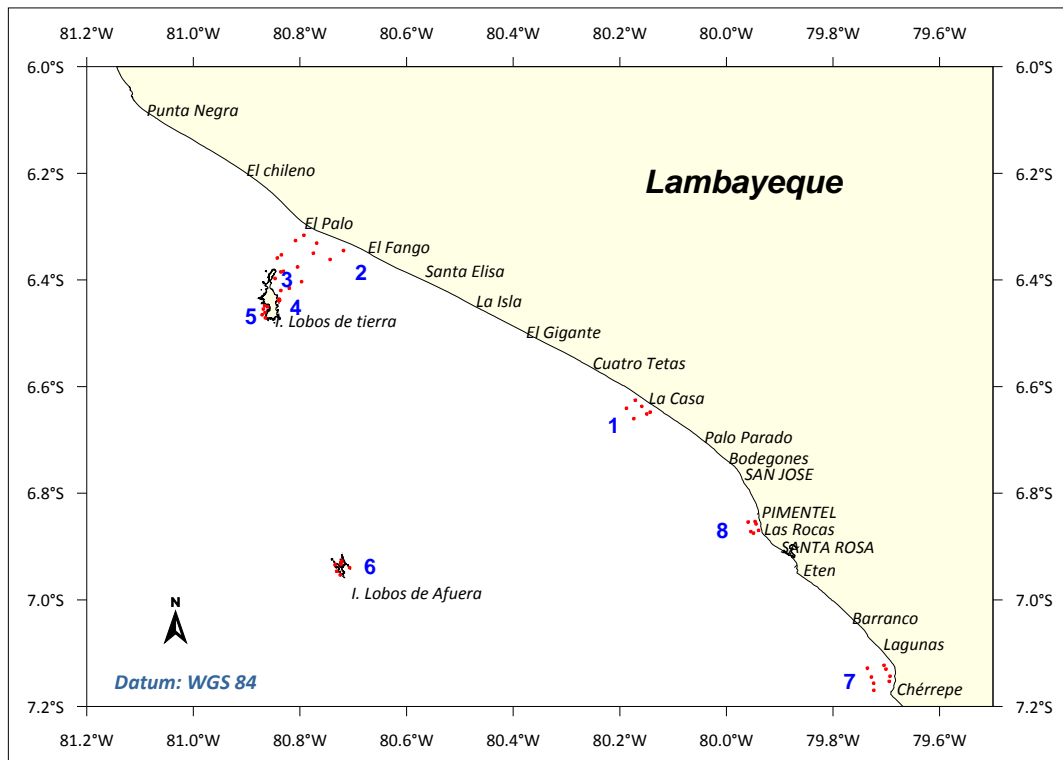 81.2°W 81.0°W 80.8°W 80.6°W 80.4°W 80.2°W 80.0°W 79.8°W 79.6°W
6.0°S 6.0°S
Punta Negra
6.2°S El chileno Lambayeque 6.2°S
El Palo
El Fango
2
Santa Elisa
6.4°S 3 6.4°S
La Isla
4
5
I. Lobos de tierra
El Gigante
Cuatro Tetas
6.6°S La Casa 6.6°S
1
Palo Parado
Bodegones
SAN JOSE
6.8°S 6.8°S
PIMENTEL
8 Las Rocas
SANTA ROSA
6 Eten
I. Lobos de Afuera
7.0°S N 7.0°S
Barranco
Lagunas
Datum: WGS 84 7 Chérrepe
7.2°S 7.2°S
81.2°W 81.0°W 80.8°W 80.6°W 80.4°W 80.2°W 80.0°W 79.8°W 79.6°W